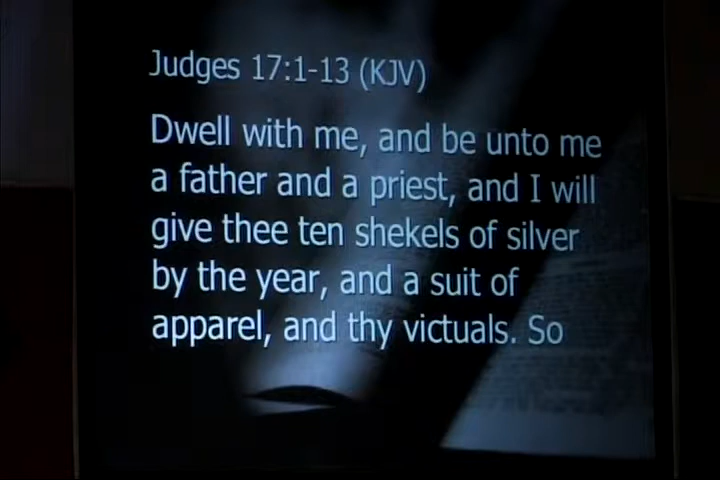 Judges 17:1-13 (KJV)
Dwell with me, and be unto me
a father and a priest, and I will
give thee ten shekels of silver
by the year, and a suit of
apparel, and thy victuals. So